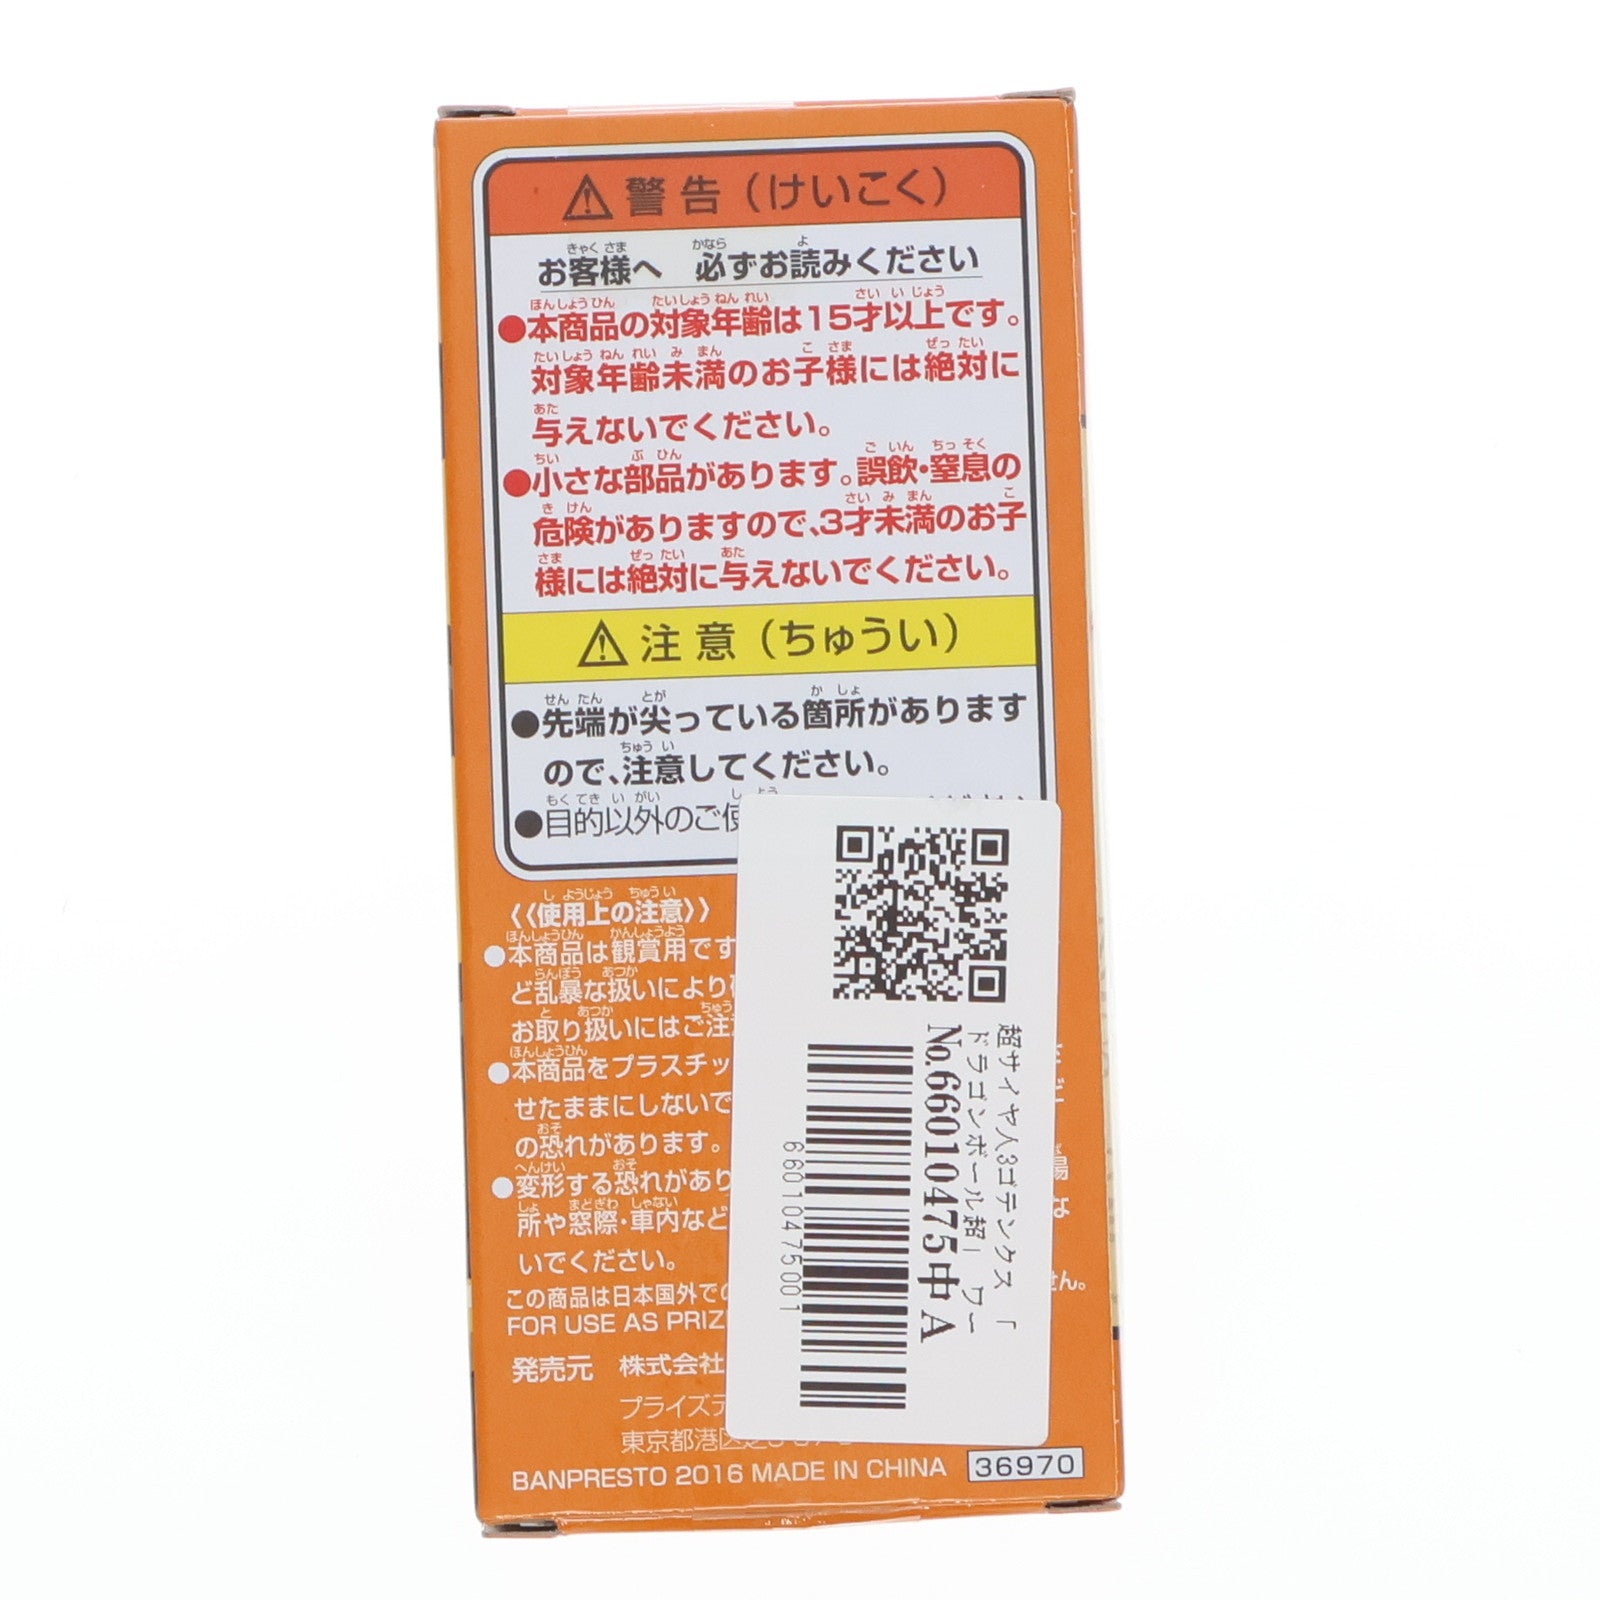 警告（けいこく）
お客様へ 必ずお読みください
●本商品の対象年齢は15才以上です。
対象年齢未満のお子様には絶対に
与えないでください。
●小さな部品があります。誤飲・窒息の
危険がありますので、3才未満のお子
様には絶対に与えないでください。
注意（ちゅうい）
●先端が尖っている箇所があります
ので、注意してください。
●目的以外のご使
《使用上の注意》
●本商品は観賞用です
ど乱暴な扱いにより
お取り扱いにはご注
●本商品をプラスチッ
せたままにしないで
の恐れがあります。
●変形する恐れがあり
所や窓際・車内など
いでください。
この商品は日本国外での
せん。
FOR USE AS PRIZ
発売元 株式会社
プライズデ
東京都港区芝
BANPRESTO 2016 MADE IN CHINA
36970
超サイヤ人3ゴテンクス 「
ドラゴンボール超」 ワー
No.66010475中 A
66010475001